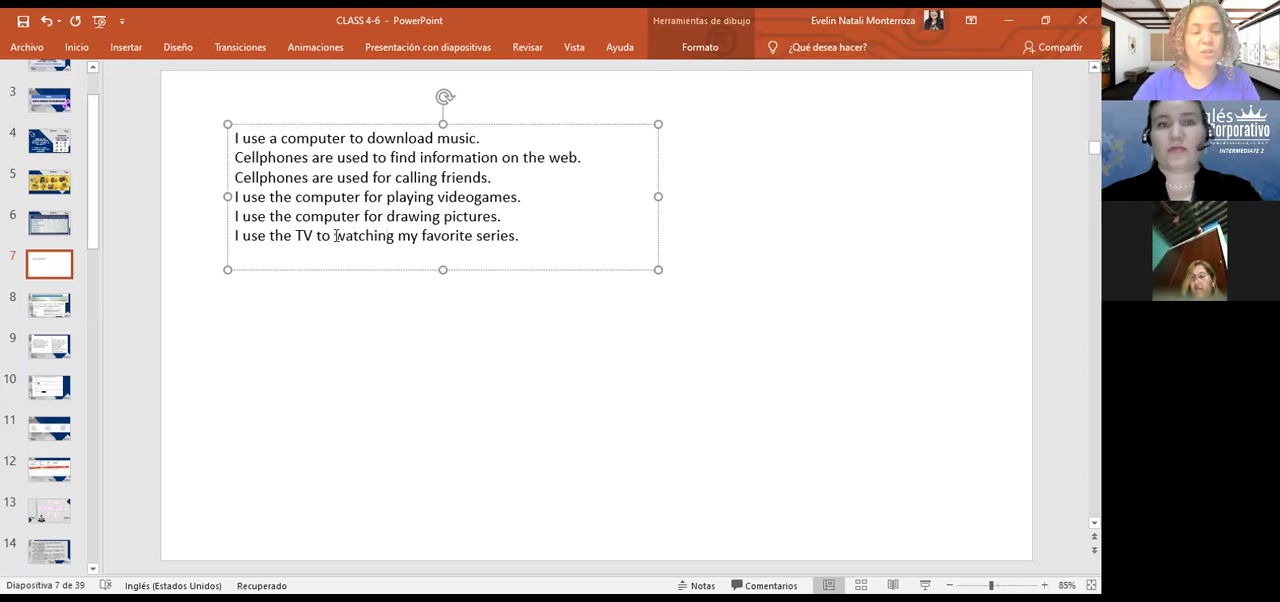 CLASS 4-6 - PowerPoint
Herramientas de dibujo
Evelin Natali Monterroza
Archivo Inicio Insertar Diseño Transiciones Animaciones Presentación con diapositivas Revisar Vista Ayuda Formato ¿Qué desea hacer? Compartir
3
4
5
6
7
8
9
10
11
12
13
14
I use a computer to download music.
Cellphones are used to find information on the web.
Cellphones are used for calling friends.
I use the computer for playing videogames.
I use the computer for drawing pictures.
I use the TV to watching my favorite series.
glés
orporativo
INTERMEDIATE 2
Diapositiva 7 de 39 Inglés (Estados Unidos) Recuperado Notas Comentarios 85%